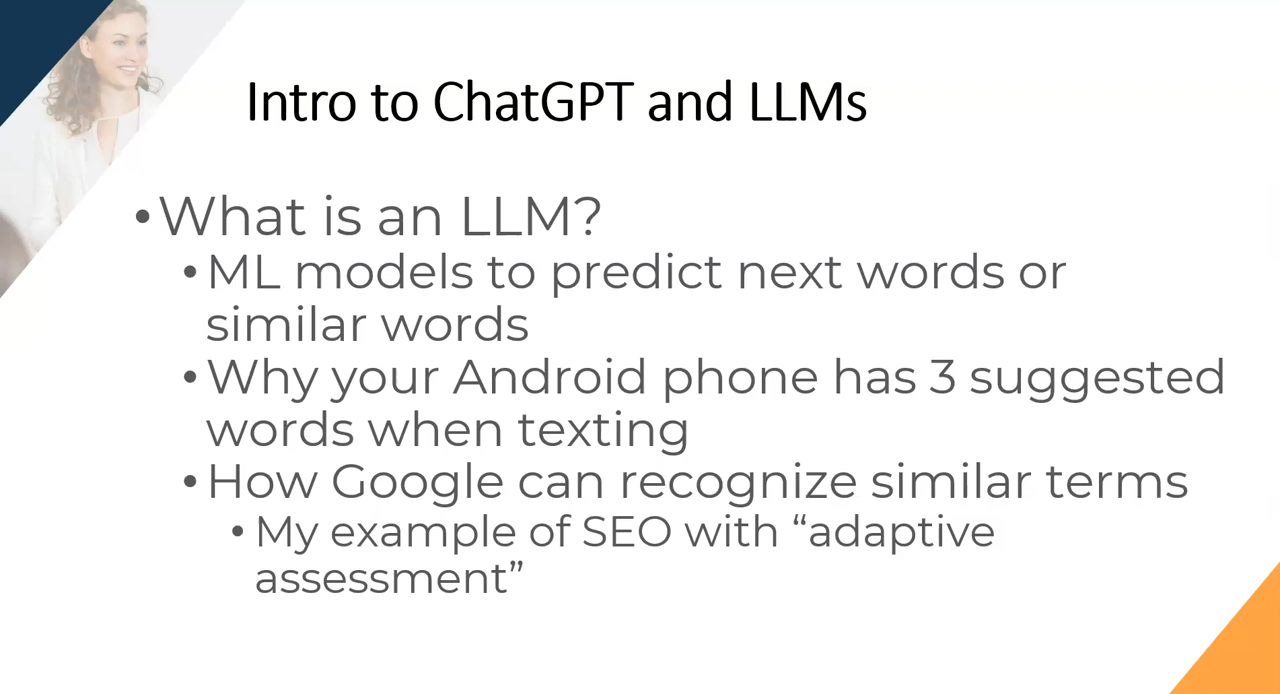 Intro to ChatGPT and LLMs
•What is an LLM?
•ML models to predict next words or
similar words
•Why your Android phone has 3 suggested
words when texting
•How Google can recognize similar terms
•My example of SEO with “adaptive
assessment”